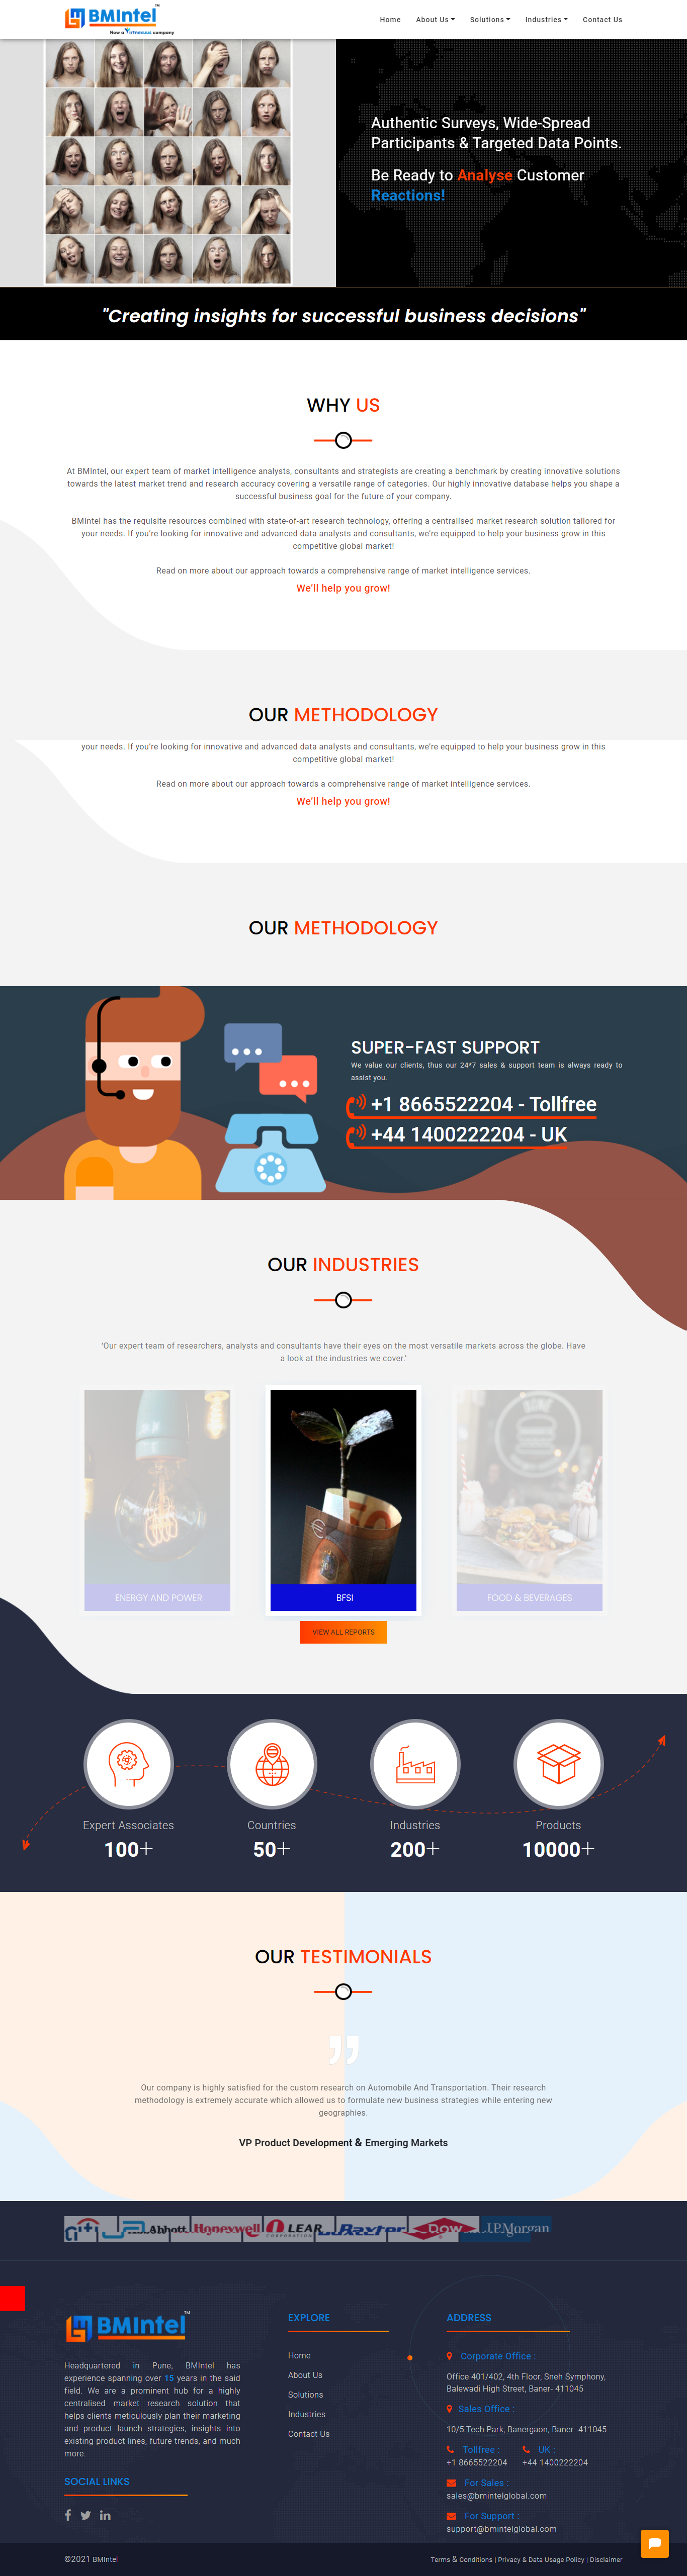 BMIntel™
Now a Virtuezus company
Home
About Us
Solutions
Industries
Contact Us
Authentic Surveys, Wide-Spread
Participants & Targeted Data Points.
Be Ready to Analyse Customer
Reactions!
"Creating insights for successful business decisions"
WHY US
At BMIntel, our expert team of market intelligence analysts, consultants and strategists are creating a benchmark by creating innovative solutions
towards the latest market trend and research accuracy covering a versatile range of categories. Our highly innovative database helps you shape a
successful business goal for the future of your company.
BMIntel has the requisite resources combined with state-of-art research technology, offering a centralised market research solution tailored for
your needs. If you're looking for innovative and advanced data analysts and consultants, we're equipped to help your business grow in this
competitive global market!
Read on more about our approach towards a comprehensive range of market intelligence services.
We'll help you grow!
OUR METHODOLOGY
your needs. If you're looking for innovative and advanced data analysts and consultants, we're equipped to help your business grow in this
competitive global market!
Read on more about our approach towards a comprehensive range of market intelligence services.
We'll help you grow!
OUR METHODOLOGY
SUPER-FAST SUPPORT
We value our clients, thus our 24*7 sales & support team is always ready to
assist you.
+1 8665522204 - Tollfree
+44 1400222204 - UK
OUR INDUSTRIES
'Our expert team of researchers, analysts and consultants have their eyes on the most versatile markets across the globe. Have
a look at the industries we cover.'
ENERGY AND POWER
BFSI
FOOD & BEVERAGES
VIEW ALL REPORTS
Expert Associates
100+
Countries
50+
Industries
200+
Products
10000+
OUR TESTIMONIALS
Our company is highly satisfied for the custom research on Automobile And Transportation. Their research
methodology is extremely accurate which allowed us to formulate new business strategies while entering new
geographies.
VP Product Development & Emerging Markets
citi
Abbott
Honeywell
LEAR
CORPORATION
Baxter
DOW
J.P.Morgan
BMIntel™
Headquartered in Pune, BMIntel has
experience spanning over 15 years in the said
field. We are a prominent hub for a highly
centralised market research solution that
helps clients meticulously plan their marketing
and product launch strategies, insights into
existing product lines, future trends, and much
more.
SOCIAL LINKS
EXPLORE
Home
About Us
Solutions
Industries
Contact Us
ADDRESS
Corporate Office :
Office 401/402, 4th Floor, Sneh Symphony,
Balewadi High Street, Baner- 411045
Sales Office :
10/5 Tech Park, Banergaon, Baner- 411045
Tollfree :
+1 8665522204
UK :
+44 1400222204
For Sales :
sales@bmintelglobal.com
For Support :
support@bmintelglobal.com
©2021 BMIntel
Terms & Conditions | Privacy & Data Usage Policy | Disclaimer